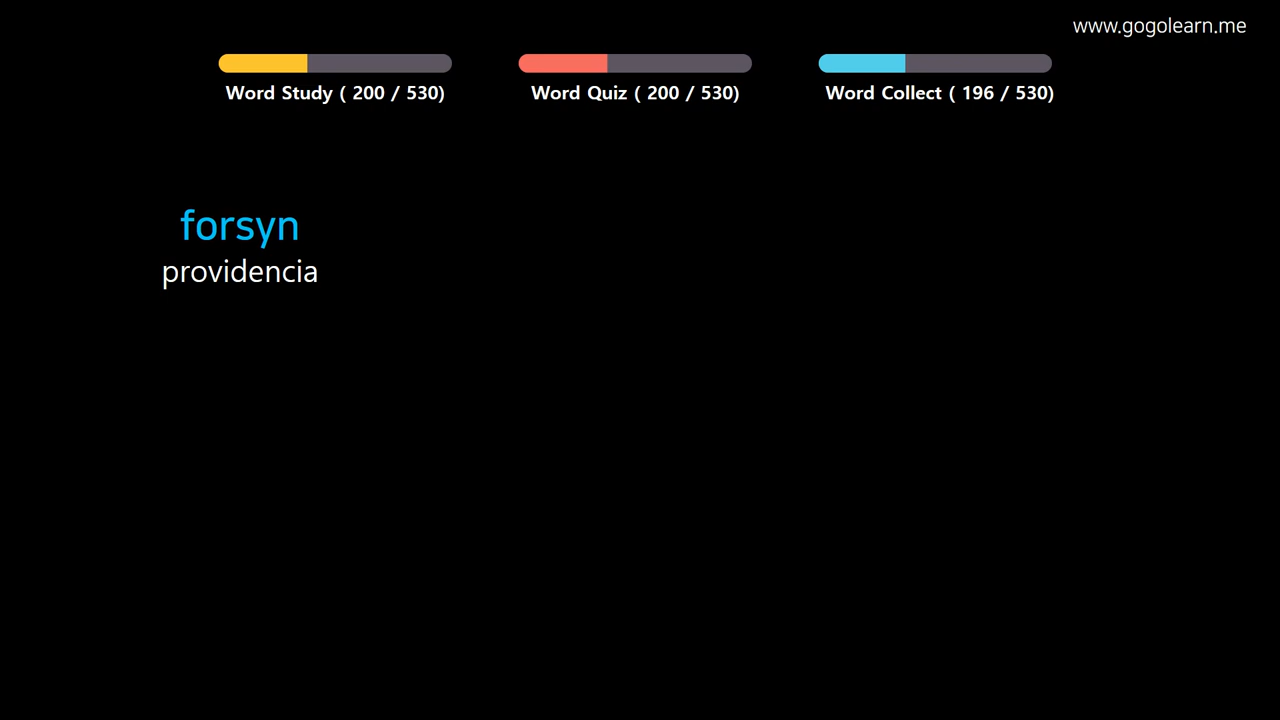 www.gogolearn.me
Word Study ( 200 / 530)
Word Quiz ( 200 / 530)
Word Collect ( 196 / 530)
forsyn
providencia